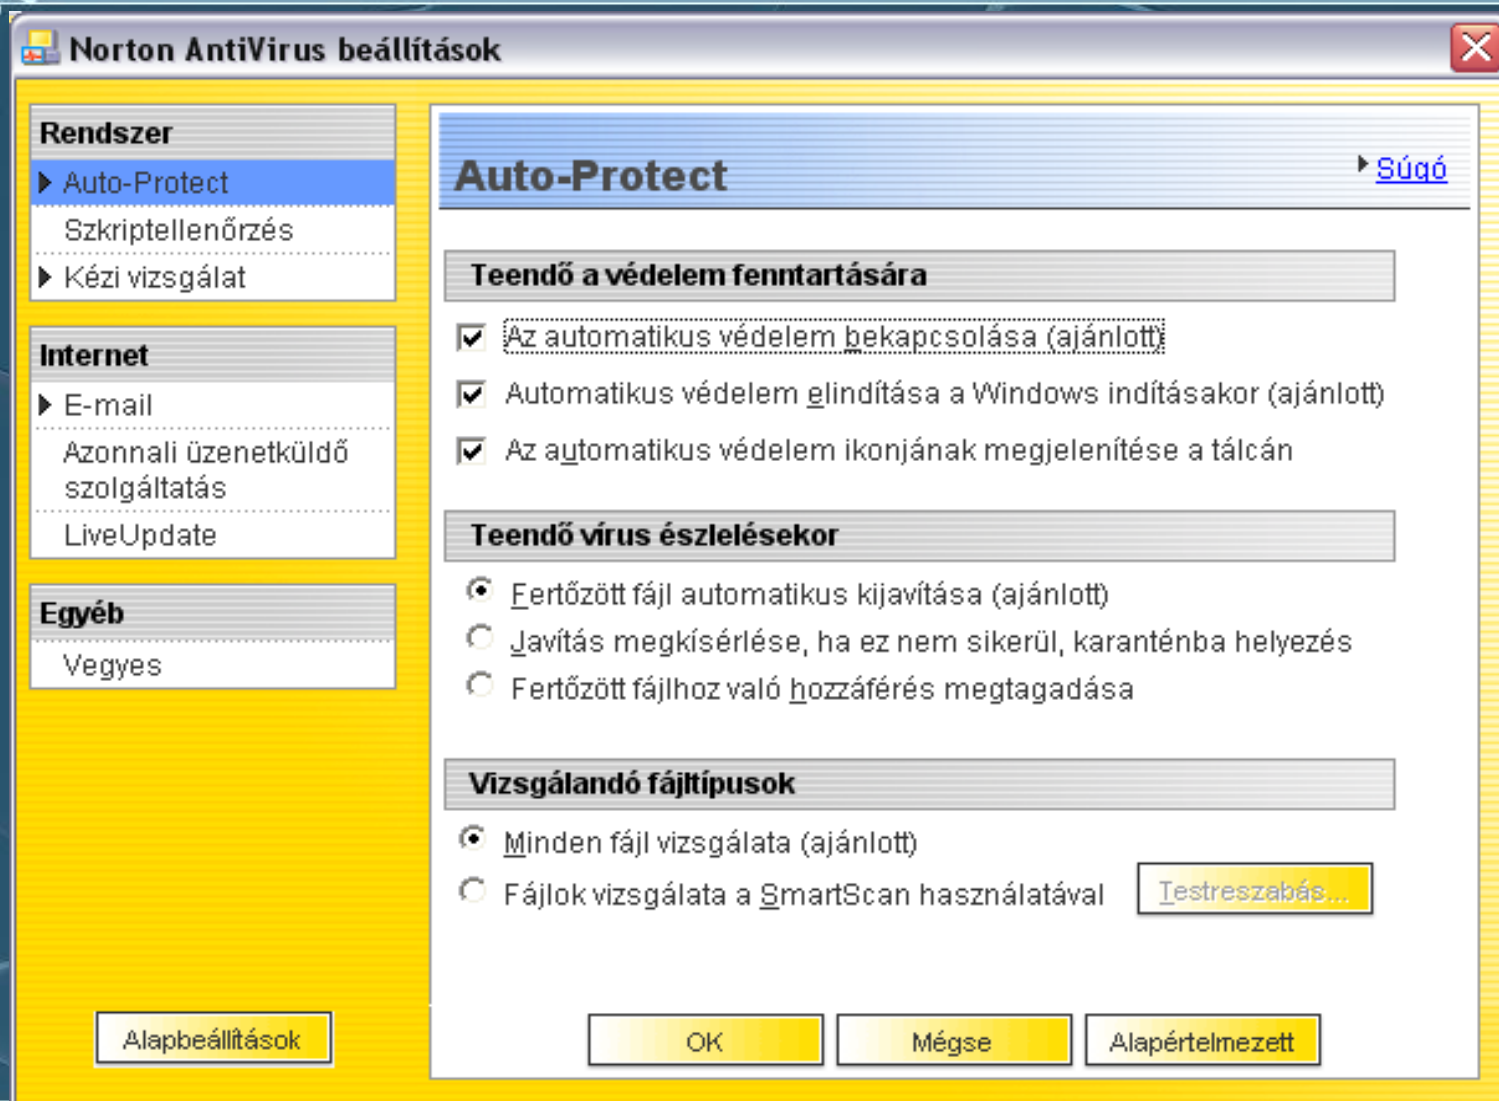 Norton AntiVirus beállítások
Rendszer
Auto-Protect
Szkriptellenőrzés
Kézi vizsgálat
Internet
E-mail
Azonnali üzenetküldő
szolgáltatás
LiveUpdate
Egyéb
Vegyes
Alapbeállítások
Auto-Protect
Súgó
Teendő a védelem fenntartására
Az automatikus védelem bekapcsolása (ajánlott)
Automatikus védelem elindítása a Windows indításakor (ajánlott)
Az automatikus védelem ikonjának megjelenítése a tálcán
Teendő vírus észlelésekor
Fertőzött fájl automatikus kijavítása (ajánlott)
Javítás megkísérlése, ha ez nem sikerül, karanténba helyezés
Fertőzött fájlhoz való hozzáférés megtagadása
Vizsgálandó fájltípusok
Minden fájl vizsgálata (ajánlott)
Fájlok vizsgálata a SmartScan használatával
Testreszabás...
OK
Mégse
Alapértelmezett